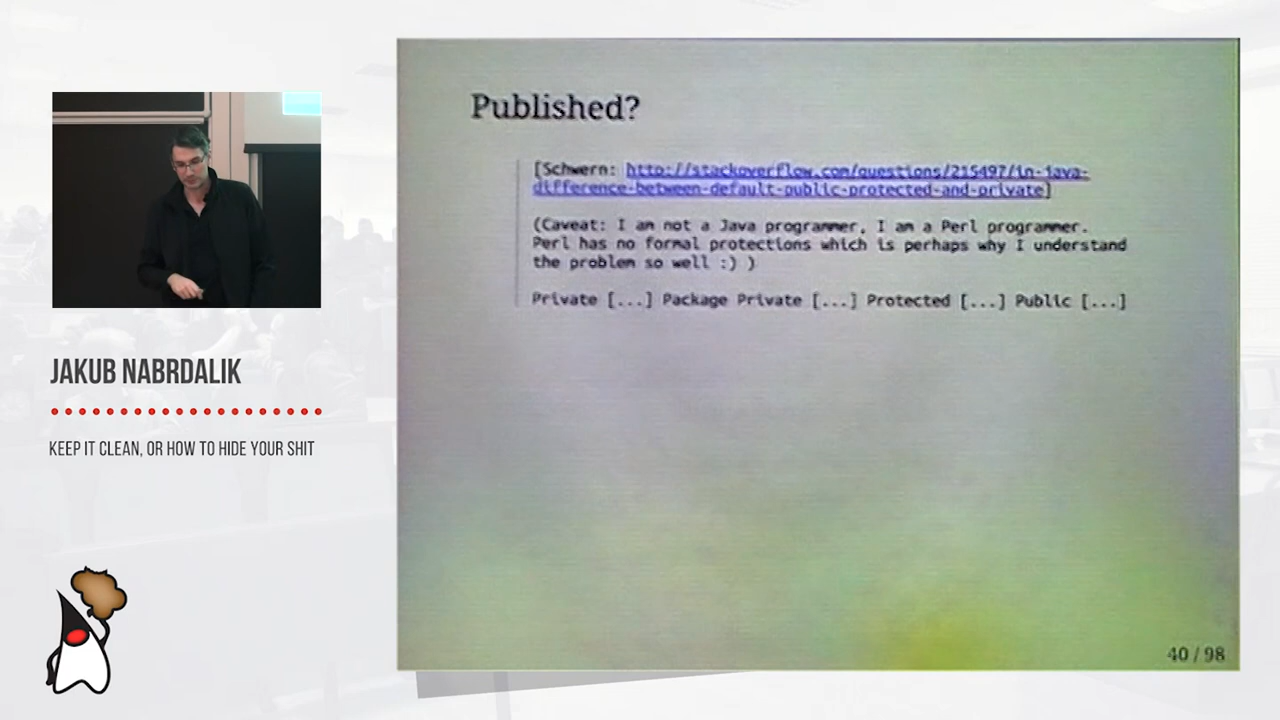 JAKUB NABRDALIK
KEEP IT CLEAN, OR HOW TO HIDE YOUR SHIT
Published?
[Schwern: http://stackoverflow.com/questions/215497/in-java-
difference-between-default-public-protected-and-private]
(Caveat: I am not a Java programmer, I am a Perl programmer.
Perl has no formal protections which is perhaps why I understand
the problem so well :) )
Private [...] Package Private [...] Protected [...] Public [...]
40 / 98